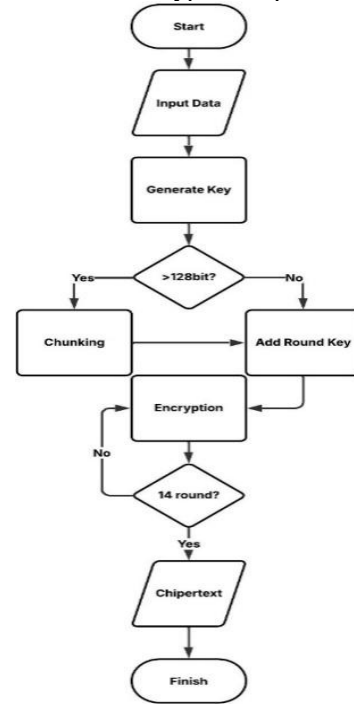 Start
Input Data
Generate Key
>128bit?
Yes
No
Chunking
Add Round Key
Encryption
No
14 round?
Yes
Chipertext
Finish